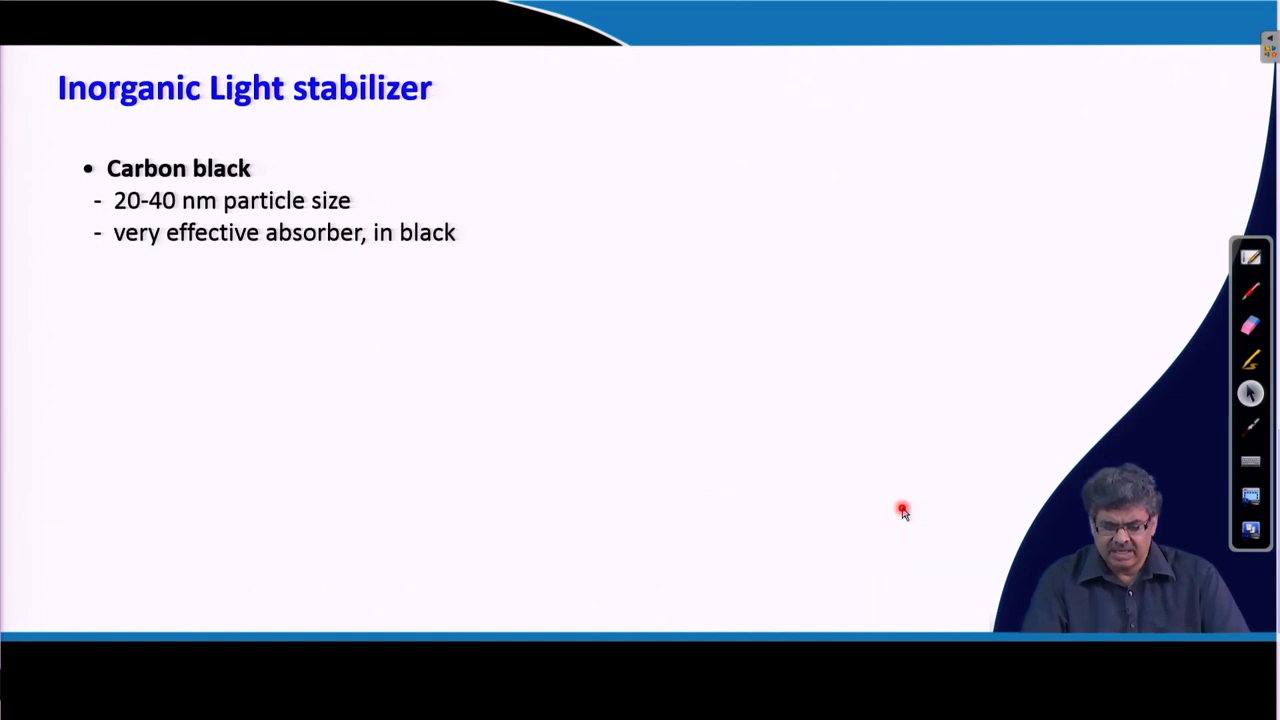 Inorganic Light stabilizer
• Carbon black
- 20-40 nm particle size
- very effective absorber, in black